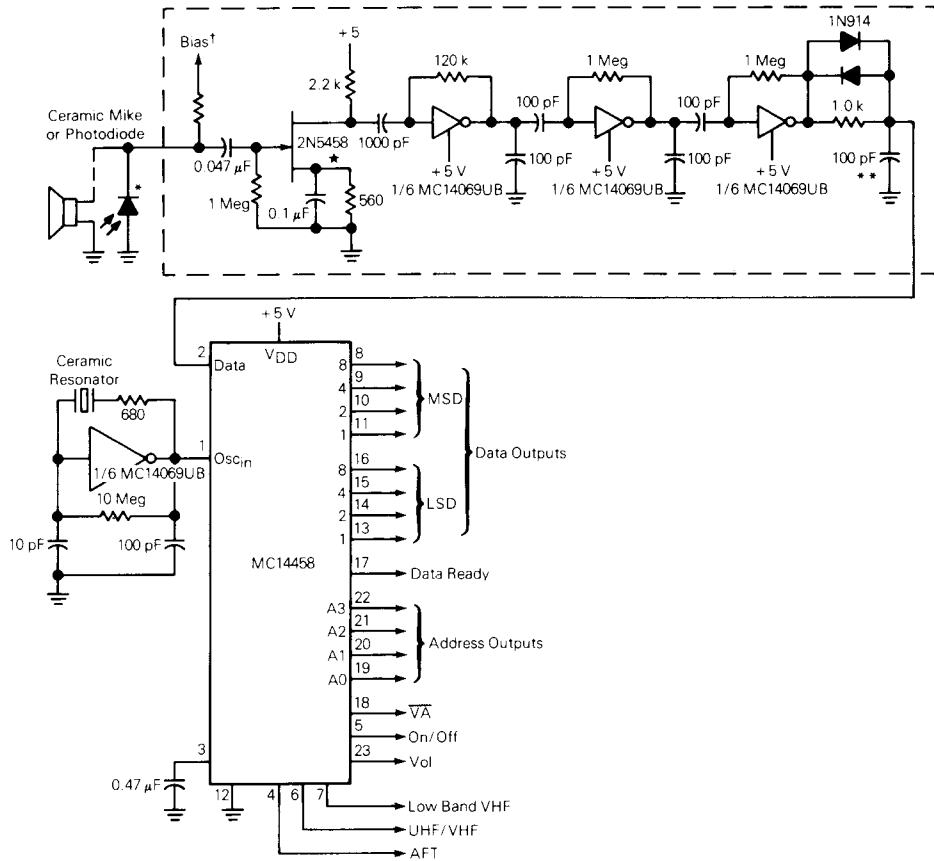 1N914
+5
Bias†
120 k
1 Meg
1 Meg
2.2 k
Ceramic Mike
or Photodiode
100 pF
100 pF
1.0 k
2N5458
1000 pF
0.047 µF
★
*
+5 V
100 pF
+5 V
100 pF
+5 V
100 pF
**
1/6 MC14069UB
1/6 MC14069UB
1/6 MC14069UB
1 Meg
0.1 µF
560
+5 V
2
Data
VDD
8
8
Ceramic
Resonator
9
4
MSD
680
10
2
11
1
Data Outputs
1
Oscin
16
8
1/6 MC14069UB
15
4
LSD
10 Meg
14
2
13
1
10 pF
100 pF
MC14458
17
Data Ready
22
A3
21
A2
Address Outputs
20
A1
19
A0
18
V̅A̅
5
On/Off
3
23
Vol
0.47 µF
12
4
6
7
Low Band VHF
UHF/VHF
AFT